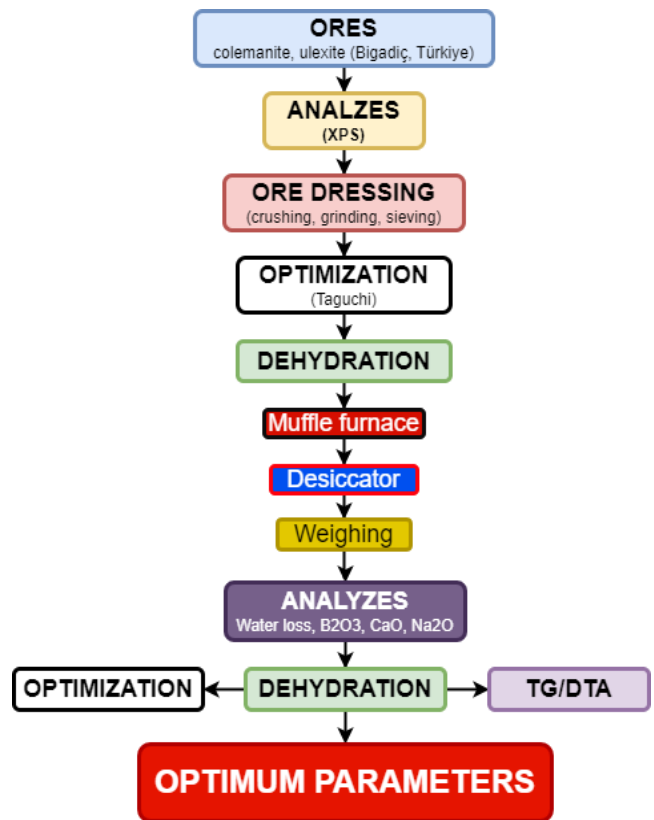 ORES
colemanite, ulexite (Bigadiç, Türkiye)
ANALZES
(XPS)
ORE DRESSING
(crushing, grinding, sieving)
OPTIMIZATION
(Taguchi)
DEHYDRATION
Muffle furnace
Desiccator
Weighing
ANALYZES
Water loss, B2O3, CaO, Na2O
OPTIMIZATION
DEHYDRATION
TG/DTA
OPTIMUM PARAMETERS